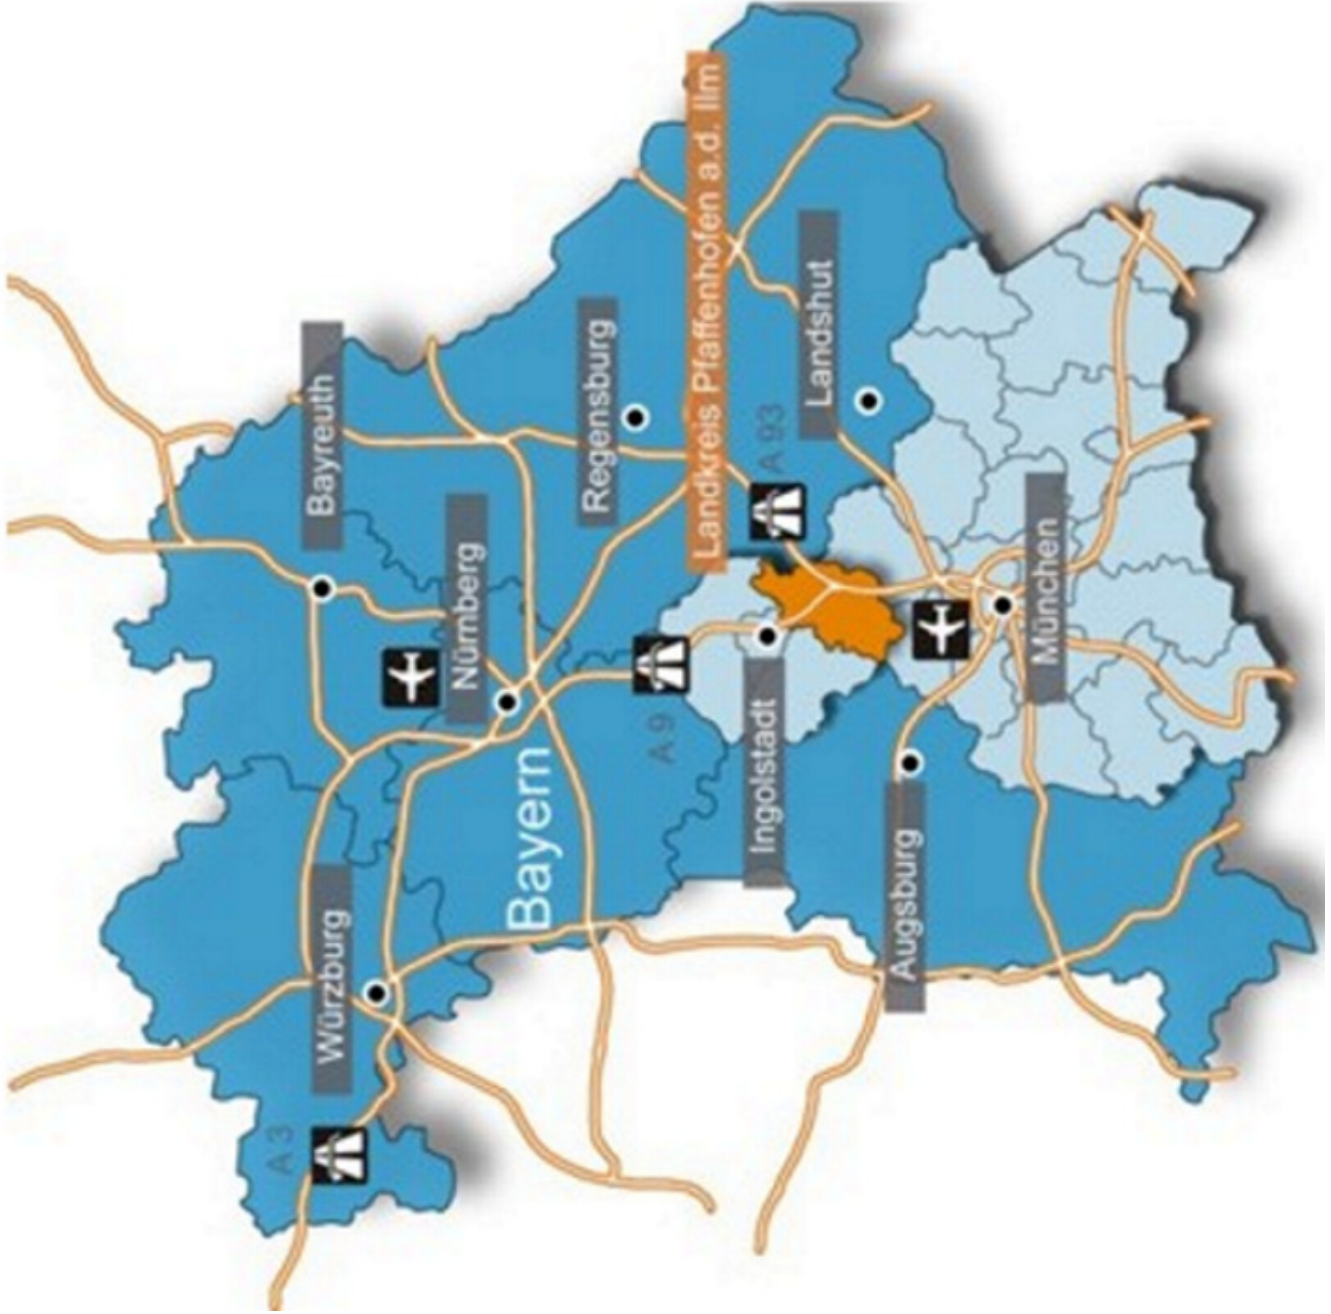 A 3
Würzburg
Bayreuth
Nürnberg
Bayern
Regensburg
A 9
Landkreis Pfaffenhofen a.d. Ilm
A 93
Ingolstadt
Landshut
Augsburg
München